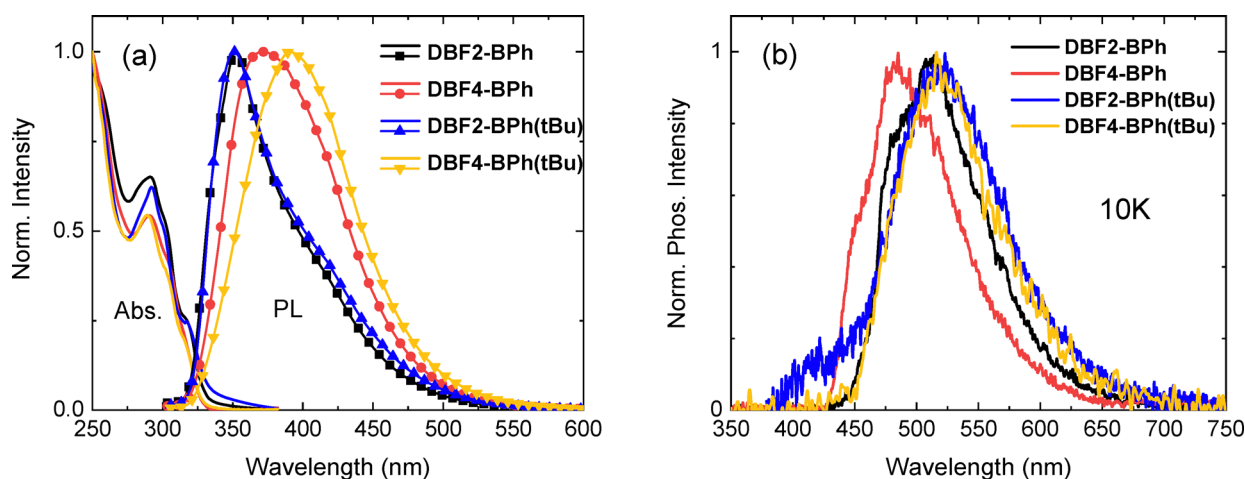 (a)
DBF2-BPh
DBF4-BPh
DBF2-BPh(tBu)
DBF4-BPh(tBu)
Abs.
PL
Norm. Intensity
1.0
0.5
0.0
250 300 350 400 450 500 550 600
Wavelength (nm)
(b)
DBF2-BPh
DBF4-BPh
DBF2-BPh(tBu)
DBF4-BPh(tBu)
10K
Norm. Phos. Intensity
1
0
350 400 450 500 550 600 650 700 750
Wavelength (nm)